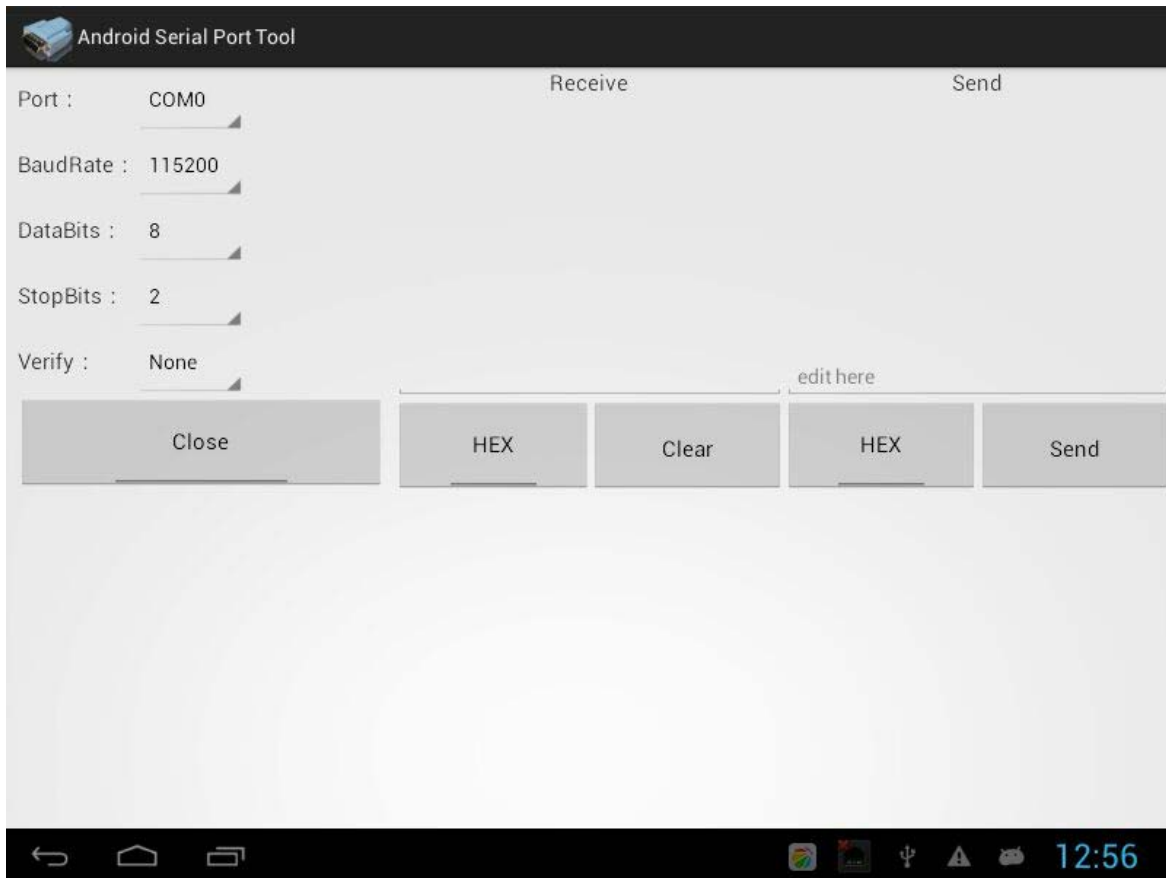 Android Serial Port Tool
Port : COM0
BaudRate : 115200
DataBits : 8
StopBits : 2
Verify : None
Close
Receive
HEX
Clear
Send
edit here
HEX
Send
12:56